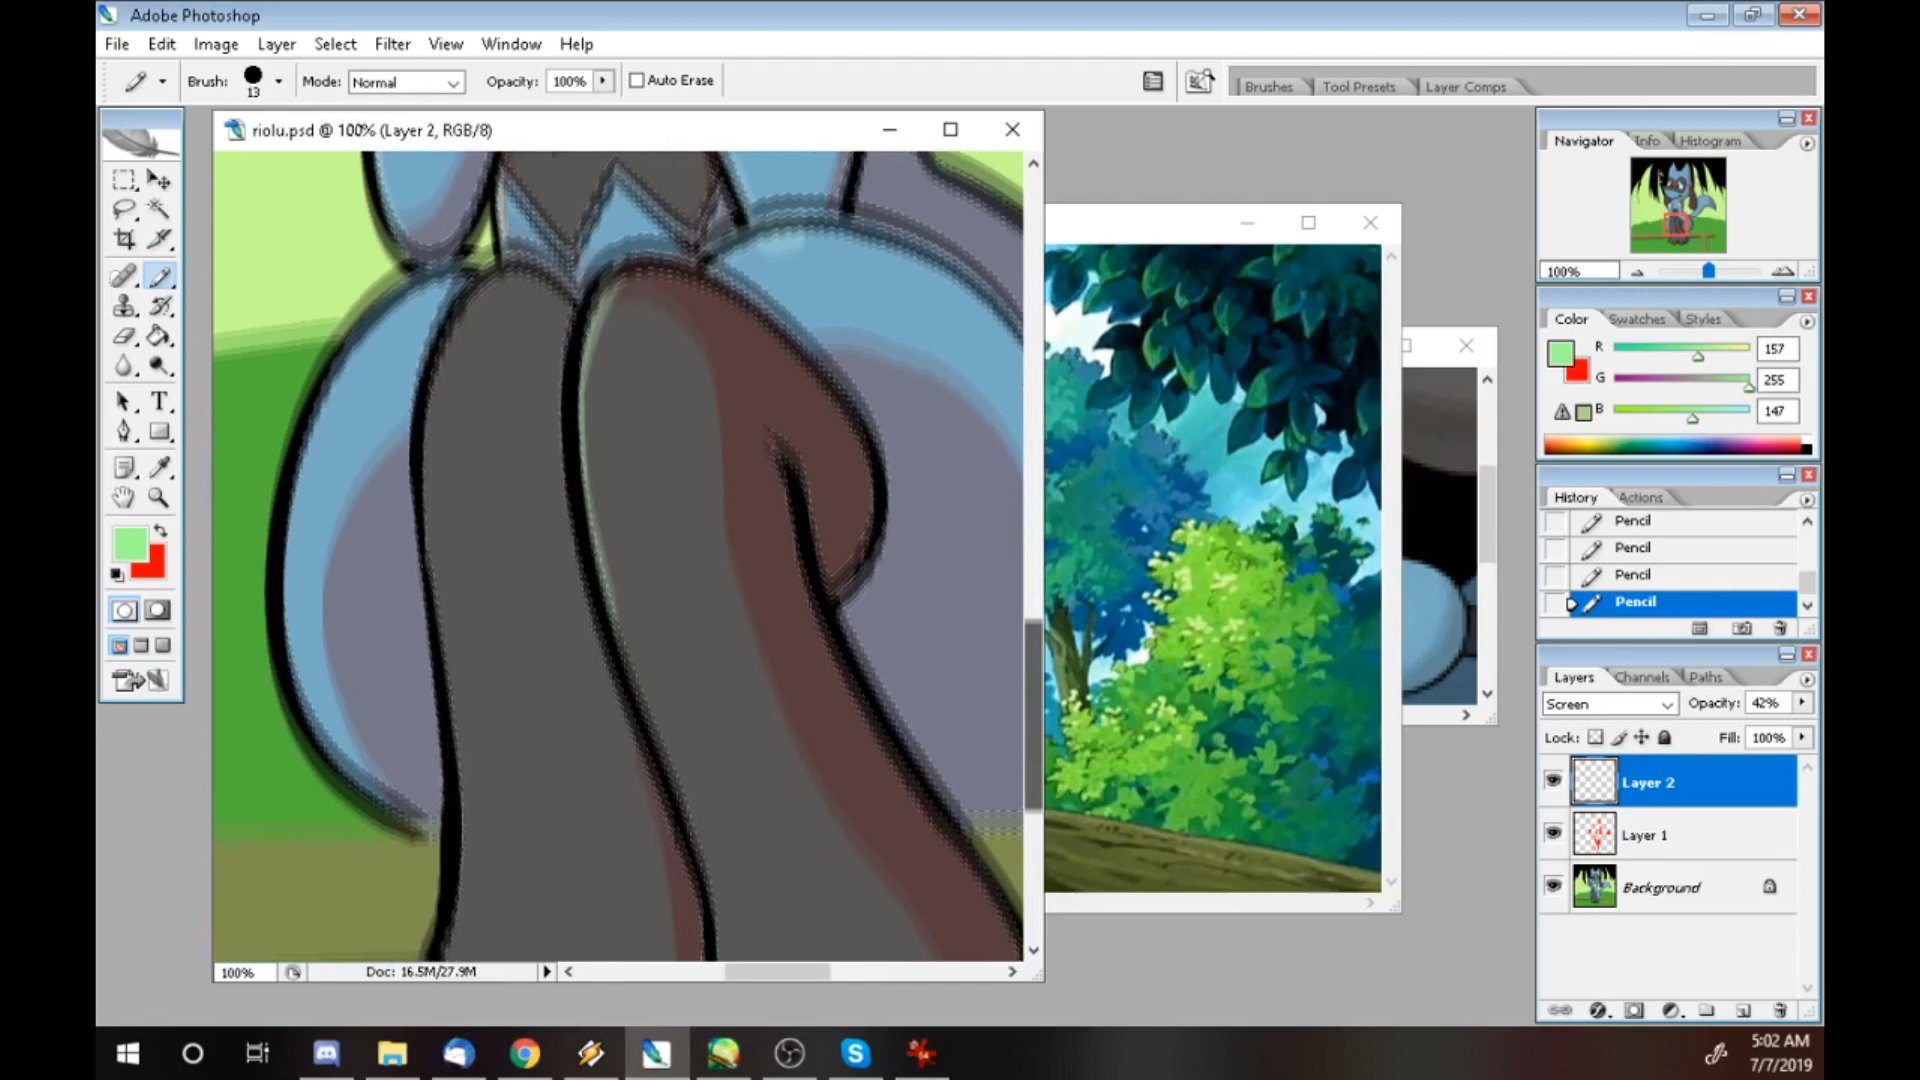 Adobe Photoshop
File Edit Image Layer Select Filter View Window Help
Brush: 13 Mode: Normal Opacity: 100% Auto Erase
Brushes Tool Presets Layer Comps
riolu.psd @ 100% (Layer 2, RGB/8)
Navigator Info Histogram
100%
Color Swatches Styles
R 157
G 255
B 147
History Actions
Pencil
Pencil
Pencil
Pencil
Layers Channels Paths
Screen Opacity: 42%
Lock: Fill: 100%
Layer 2
Layer 1
Background
100% Doc: 16.5M/27.9M
5:02 AM
7/7/2019